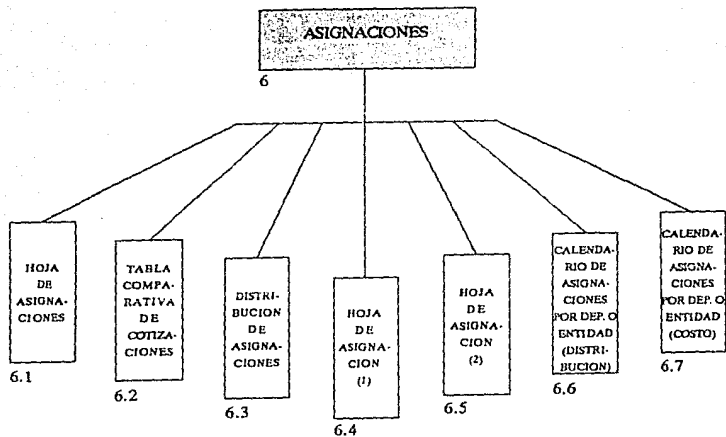 ASIGNACIONES
6
HOJA
DE
ASIGNA-
CIONES
6.1
TABLA
COMPA-
RATIVA
DE
COTIZA-
CIONES
6.2
DISTRI-
BUCION
DE
ASIGNA-
CIONES
6.3
HOJA
DE
ASIGNA-
CION
(1)
6.4
HOJA
DE
ASIGNA-
CION
(2)
6.5
CALENDA-
RIO DE
ASIGNA-
CIONES
POR DEP. O
ENTIDAD
(DISTRI-
BUCION)
6.6
CALENDA-
RIO DE
ASIGNA-
CIONES
POR DEP. O
ENTIDAD
(COSTO)
6.7